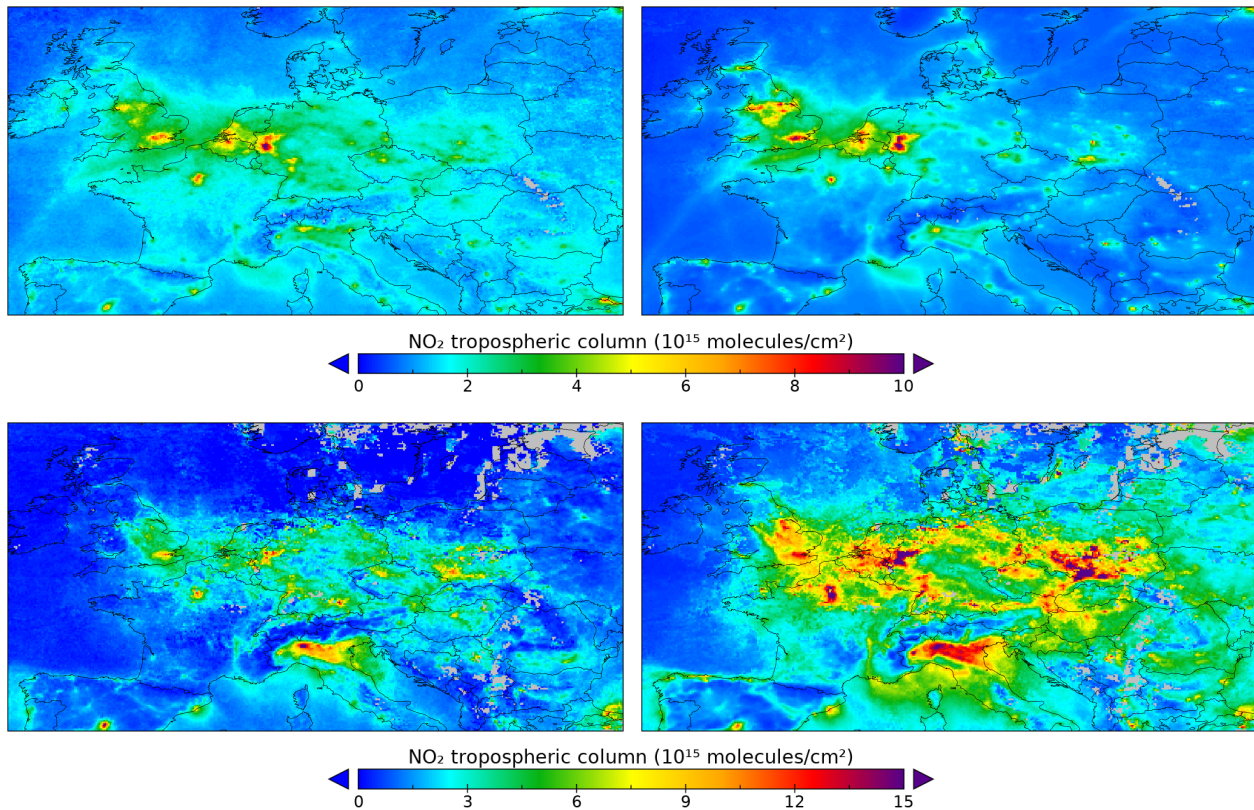 NO₂ tropospheric column (10¹⁵ molecules/cm²)
0 2 4 6 8 10
NO₂ tropospheric column (10¹⁵ molecules/cm²)
0 3 6 9 12 15